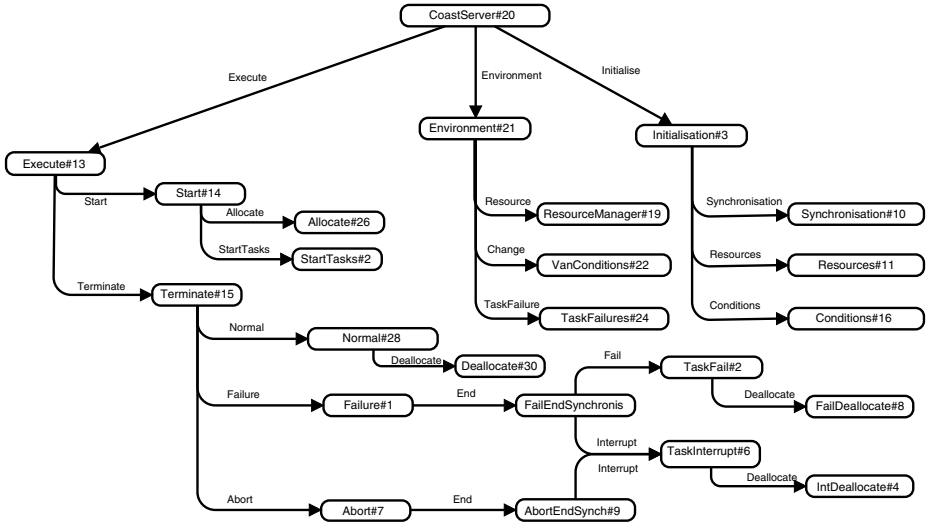 CoastServer#20
Execute
Environment
Initialise
Environment#21
Initialisation#3
Execute#13
Start
Start#14
Allocate
Allocate#26
StartTasks
StartTasks#2
Resource
ResourceManager#19
Synchronisation
Synchronisation#10
Change
VanConditions#22
Resources
Resources#11
TaskFailure
TaskFailures#24
Conditions
Conditions#16
Terminate
Terminate#15
Normal
Normal#28
Deallocate
Deallocate#30
Fail
TaskFail#2
Deallocate
FailDeallocate#8
Failure
Failure#1
End
FailEndSynchronis
Interrupt
Interrupt
TaskInterrupt#6
Deallocate
IntDeallocate#4
Abort
Abort#7
End
AbortEndSynch#9